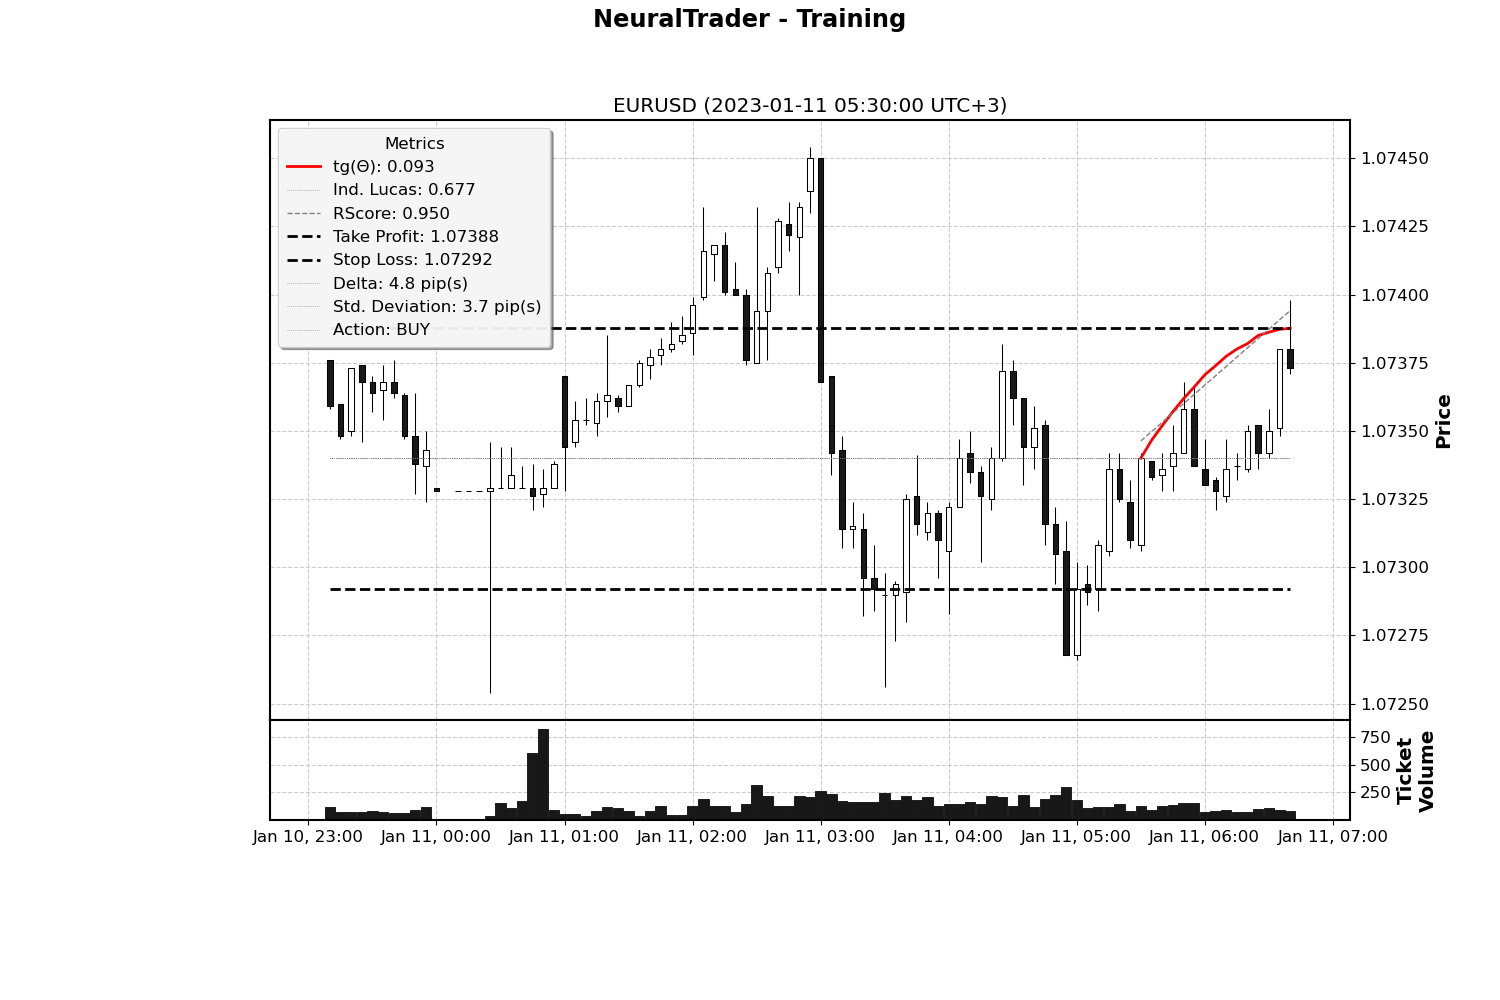 NeuralTrader - Training
EURUSD (2023-01-11 05:30:00 UTC+3)
Metrics
tg(Θ): 0.093
Ind. Lucas: 0.677
RScore: 0.950
Take Profit: 1.07388
Stop Loss: 1.07292
Delta: 4.8 pip(s)
Std. Deviation: 3.7 pip(s)
Action: BUY
1.07450
1.07425
1.07400
1.07375
1.07350
1.07325
1.07300
1.07275
1.07250
Price
750
500
250
Ticket
Volume
Jan 10, 23:00
Jan 11, 00:00
Jan 11, 01:00
Jan 11, 02:00
Jan 11, 03:00
Jan 11, 04:00
Jan 11, 05:00
Jan 11, 06:00
Jan 11, 07:00